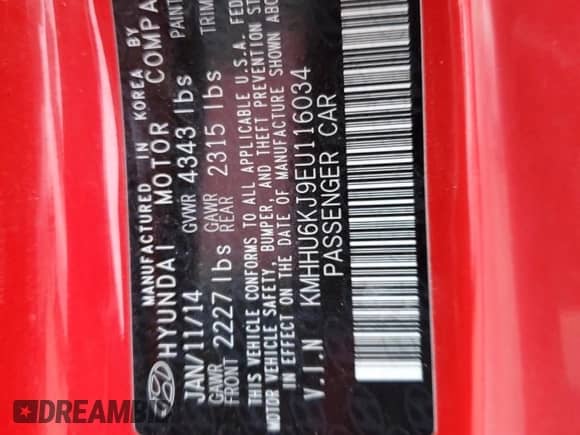 MANUFACTURED IN KOREA BY
HYUNDAI MOTOR COMPA
JAN/11/14 GVWR 4343 lbs PAINT
GAWR FRONT 2227 lbs GAWR REAR 2315 lbs TRIM
THIS VEHICLE CONFORMS TO ALL APPLICABLE U.S.A. FED
MOTOR VEHICLE SAFETY, BUMPER, AND THEFT PREVENTION ST
IN EFFECT ON THE DATE OF MANUFACTURE SHOWN ABO
V.I.N KMHHU6KJ9EU116034
PASSENGER CAR
DREAMBID